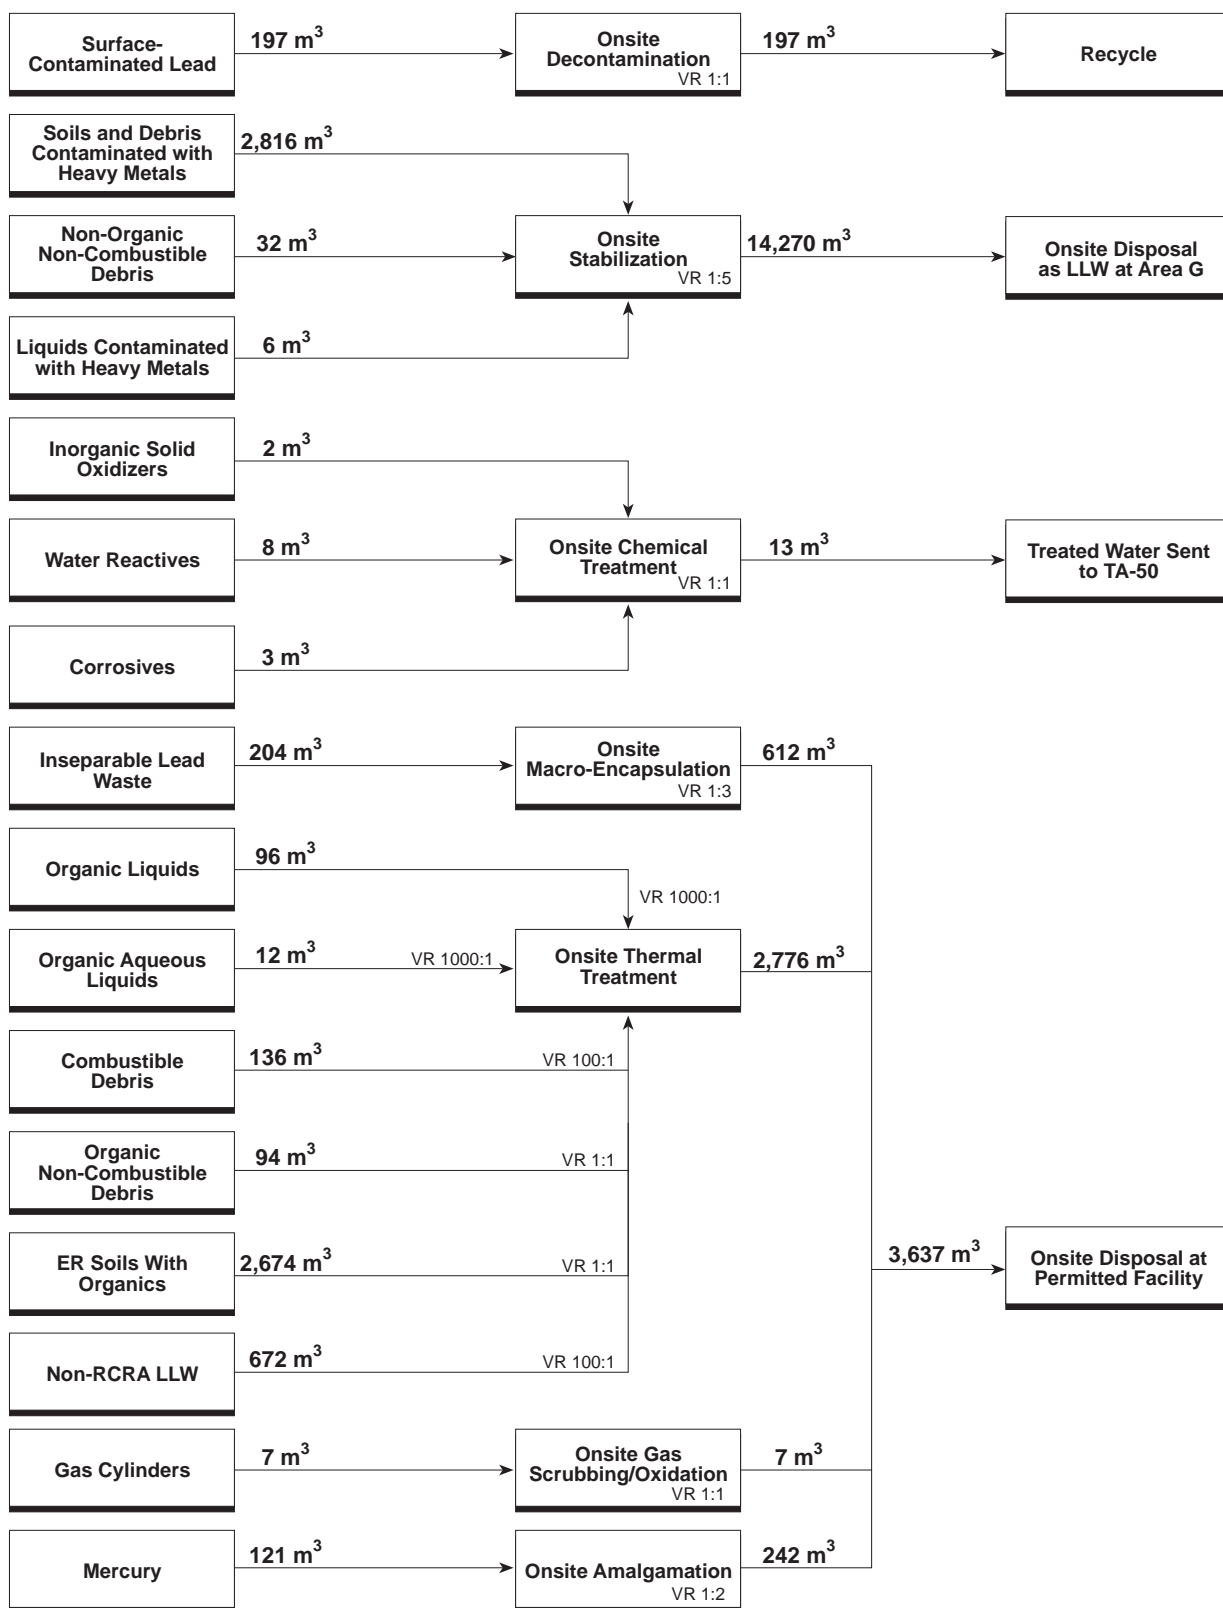 Surface-
Contaminated Lead
197 m³
Onsite
Decontamination
VR 1:1
197 m³
Recycle
Soils and Debris
Contaminated with
Heavy Metals
2,816 m³
Non-Organic
Non-Combustible
Debris
32 m³
Onsite
Stabilization
VR 1:5
14,270 m³
Onsite Disposal
as LLW at Area G
Liquids Contaminated
with Heavy Metals
6 m³
Inorganic Solid
Oxidizers
2 m³
Water Reactives
8 m³
Onsite Chemical
Treatment
VR 1:1
13 m³
Treated Water Sent
to TA-50
Corrosives
3 m³
Inseparable Lead
Waste
204 m³
Onsite
Macro-Encapsulation
VR 1:3
612 m³
Organic Liquids
96 m³
VR 1000:1
Organic Aqueous
Liquids
12 m³
VR 1000:1
Onsite Thermal
Treatment
2,776 m³
Combustible
Debris
136 m³
VR 100:1
Organic
Non-Combustible
Debris
94 m³
VR 1:1
ER Soils With
Organics
2,674 m³
VR 1:1
3,637 m³
Onsite Disposal at
Permitted Facility
Non-RCRA LLW
672 m³
VR 100:1
Gas Cylinders
7 m³
Onsite Gas
Scrubbing/Oxidation
VR 1:1
7 m³
Mercury
121 m³
Onsite Amalgamation
VR 1:2
242 m³